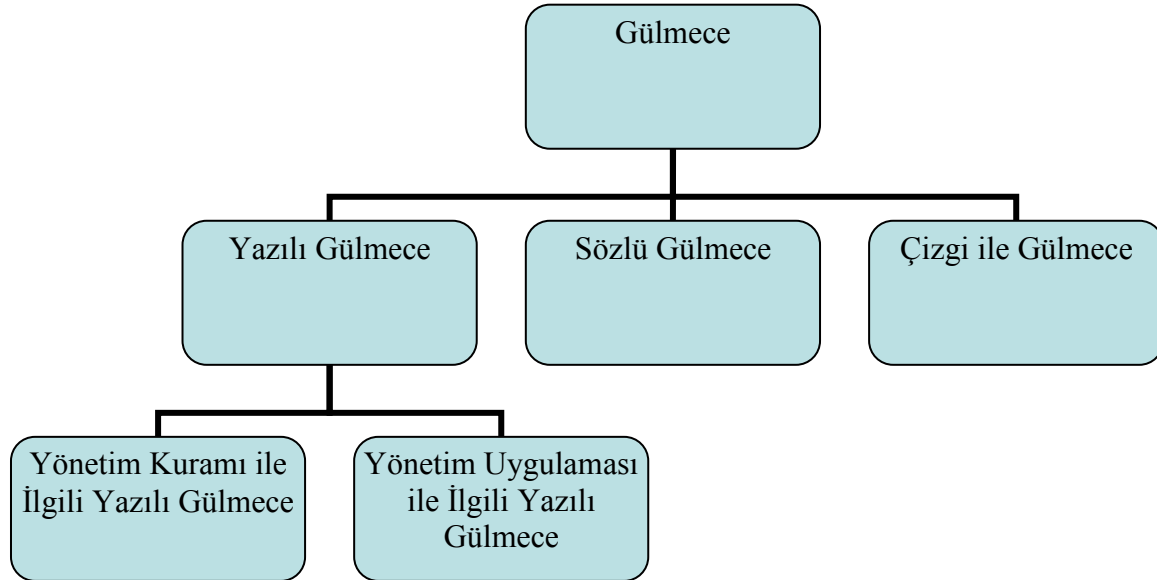 Gülmece
Yazılı Gülmece
Sözlü Gülmece
Çizgi ile Gülmece
Yönetim Kuramı ile
İlgili Yazılı Gülmece
Yönetim Uygulaması
ile İlgili Yazılı
Gülmece